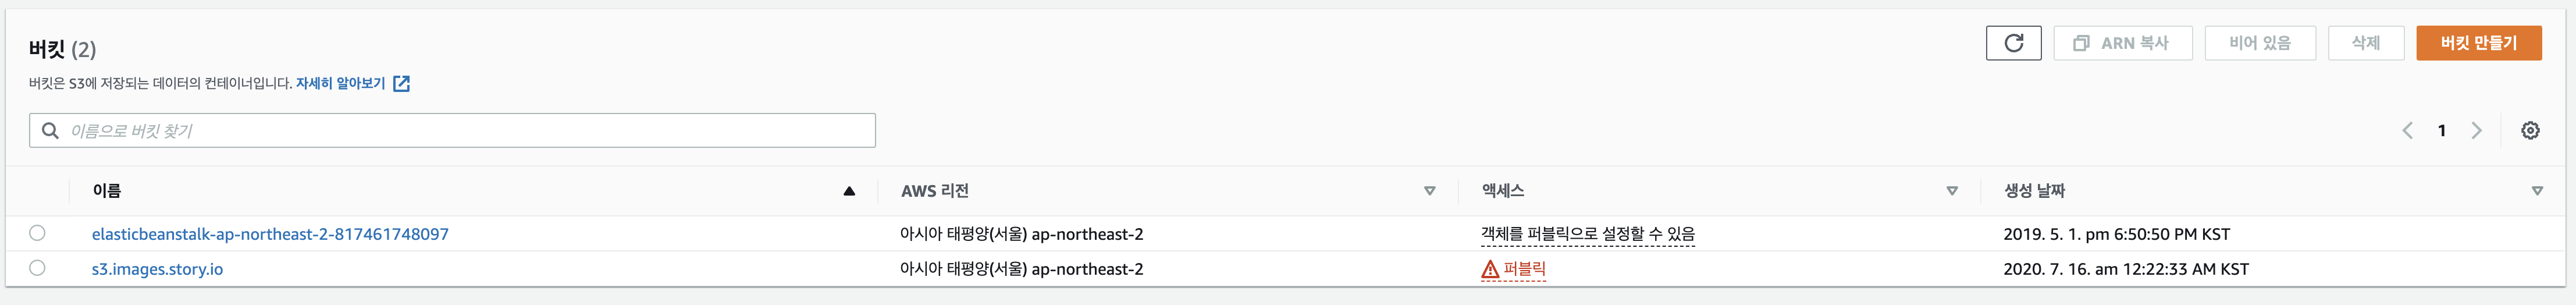 버킷 (2)
ARN 복사
비어 있음
삭제
버킷 만들기
버킷은 S3에 저장되는 데이터의 컨테이너입니다. 자세히 알아보기
이름으로 버킷 찾기
1
이름 AWS 리전 액세스 생성 날짜
elasticbeanstalk-ap-northeast-2-817461748097 아시아 태평양(서울) ap-northeast-2 객체를 퍼블릭으로 설정할 수 있음 2019. 5. 1. pm 6:50:50 PM KST
s3.images.story.io 아시아 태평양(서울) ap-northeast-2 퍼블릭 2020. 7. 16. am 12:22:33 AM KST